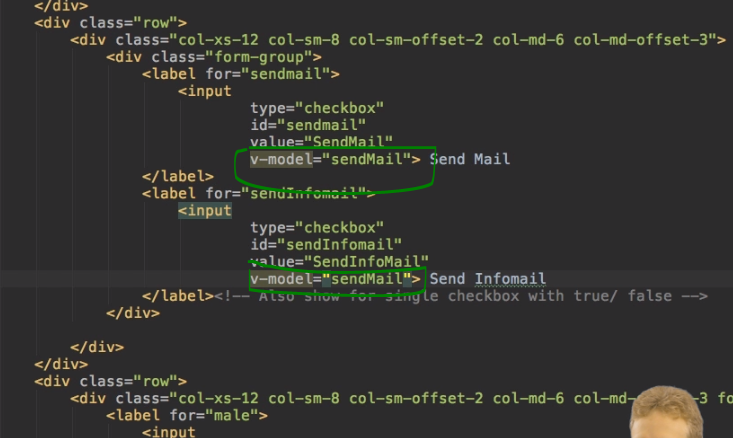 </div>
<div class="row">
<div class="col-xs-12 col-sm-8 col-sm-offset-2 col-md-6 col-md-offset-3">
<div class="form-group">
<label for="sendmail">
<input
type="checkbox"
id="sendmail"
value="SendMail"
v-model="sendMail"> Send Mail
</label>
<label for="sendInfomail">
<input
type="checkbox"
id="sendInfomail"
value="SendInfoMail"
v-model="sendMail"> Send Infomail
</label><!-- Also show for single checkbox with true/ false -->
</div>
</div>
</div>
<div class="row">
<div class="col-xs-12 col-sm-8 col-sm-offset-2 col-md-6 col-md- -3 fo
<label for="male">
<input